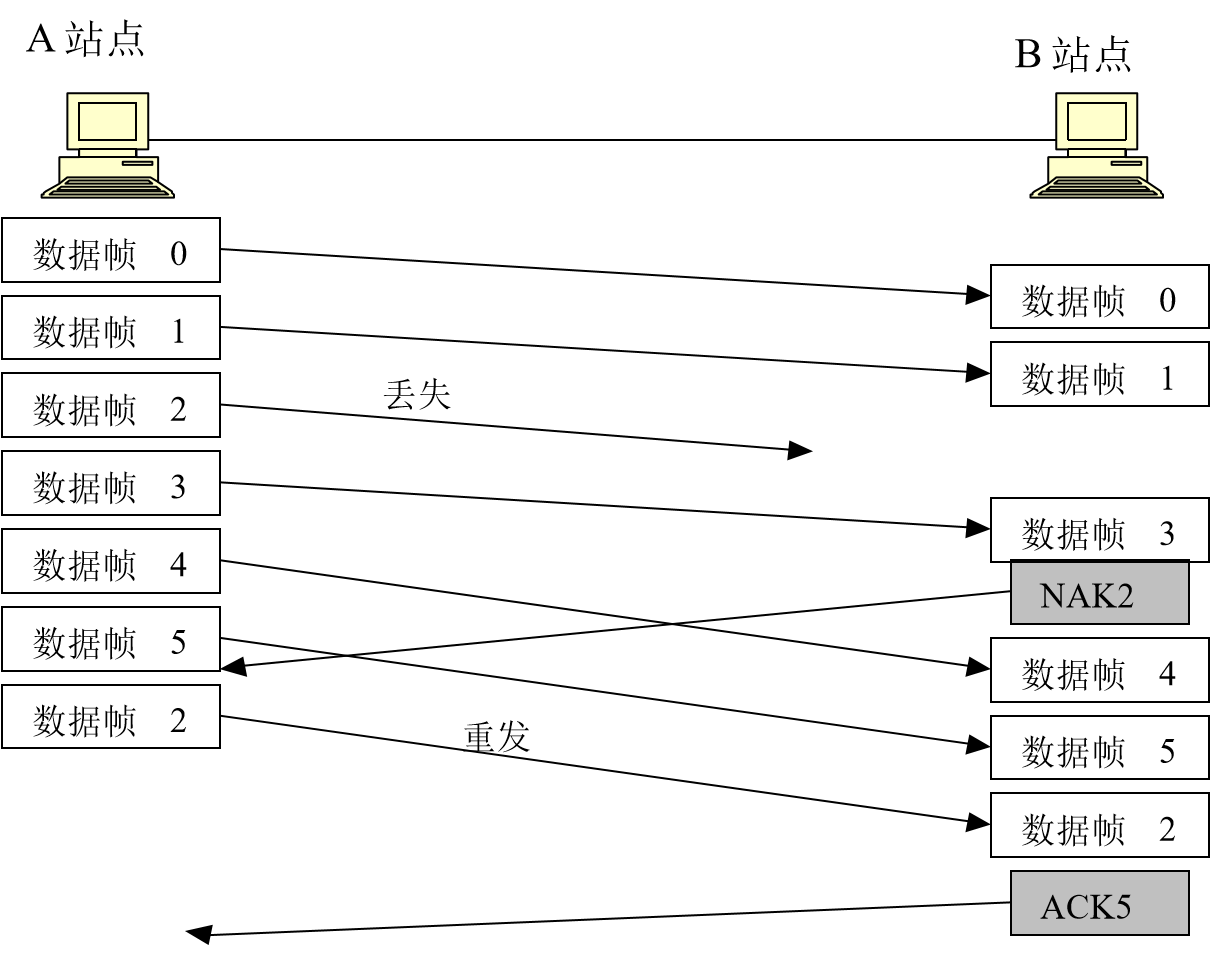 A 站点
B 站点
数据帧 0
数据帧 0
数据帧 1
数据帧 1
丢失
数据帧 2
数据帧 3
数据帧 3
数据帧 4
NAK2
数据帧 5
数据帧 4
数据帧 2
重发
数据帧 5
数据帧 2
ACK5